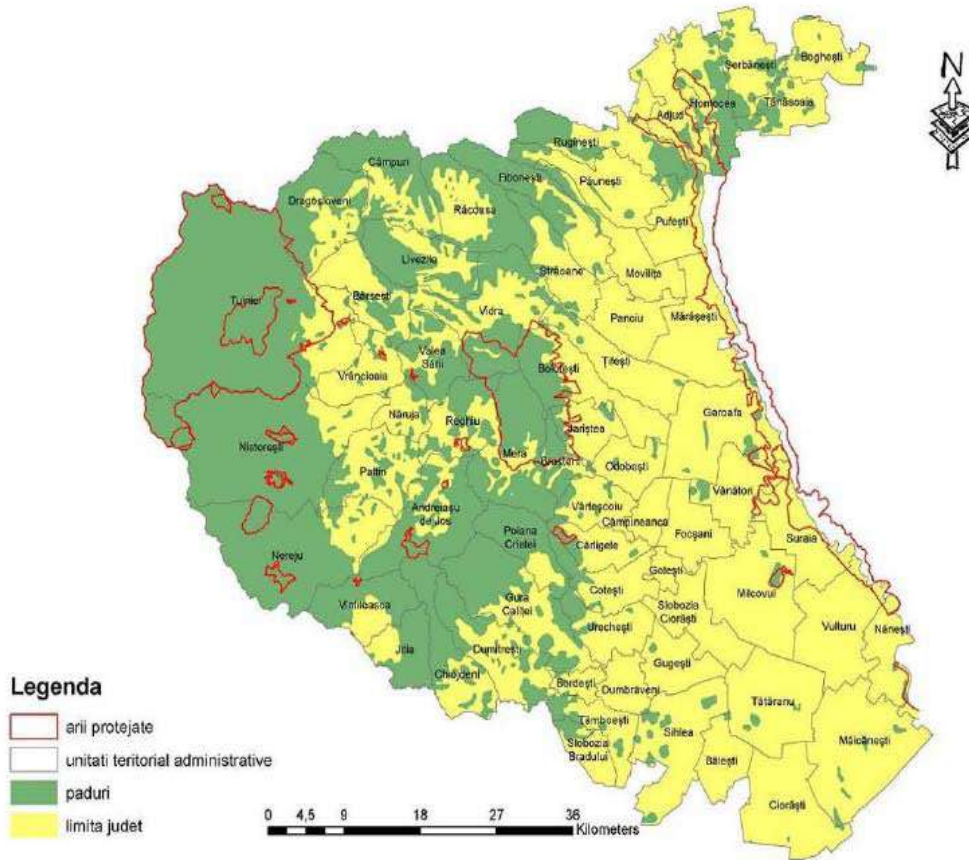 N
Șerbănești
Boghești
Homocea
Tănăsoaia
Adjud
Ruginești
Câmpuri
Fitionești
Păunești
Dragosloveni
Răcoasa
Pufești
Livezile
Străoane
Movilița
Tulnici
Bârsești
Vidra
Panciu
Mărășești
Valea
Sării
Țifești
Vrâncioaia
Bolotești
Năruja
Reghiu
Garoafa
Jariștea
Nistorești
Mera
Broșteni
Odobești
Paltin
Vânători
Andreiașu
de Jos
Vârteșcoiu
Câmpineanca
Poiana
Cristei
Focșani
Suraia
Cârligele
Nereju
Golești
Gura
Caliței
Cotești
Milcovul
Vintileasca
Slobozia
Ciorăști
Vulturu
Nănești
Urechești
Jitia
Dumitrești
Gugești
Chiojdeni
Bordești
Dumbrăveni
Tătăranu
Tâmboești
Sihlea
Măicănești
Slobozia
Bradului
Bălești
Ciorăști
Legenda
arii protejate
unitati teritorial administrative
paduri
limita judet
0 4,5 9 18 27 36
Kilometers